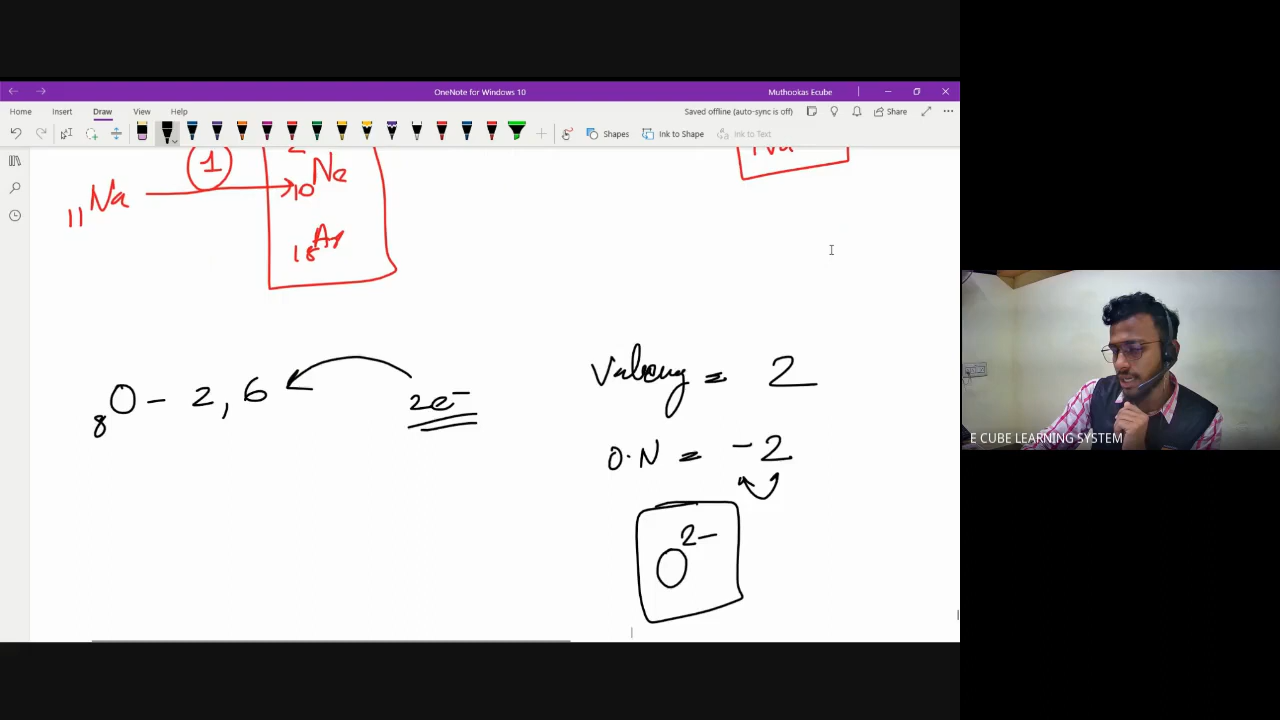 OneNote for Windows 10
Muthookas Ecube
Home Insert Draw View Help
Saved offline (auto-sync is off)
Share
Shapes
Ink to Shape
Ink to Text
1
₁₁Na
₁₀Ne
₁₈Ar
₈O – 2, 6
2e⁻
Valency = 2
O.N = -2
O²⁻
E CUBE LEARNING SYSTEM